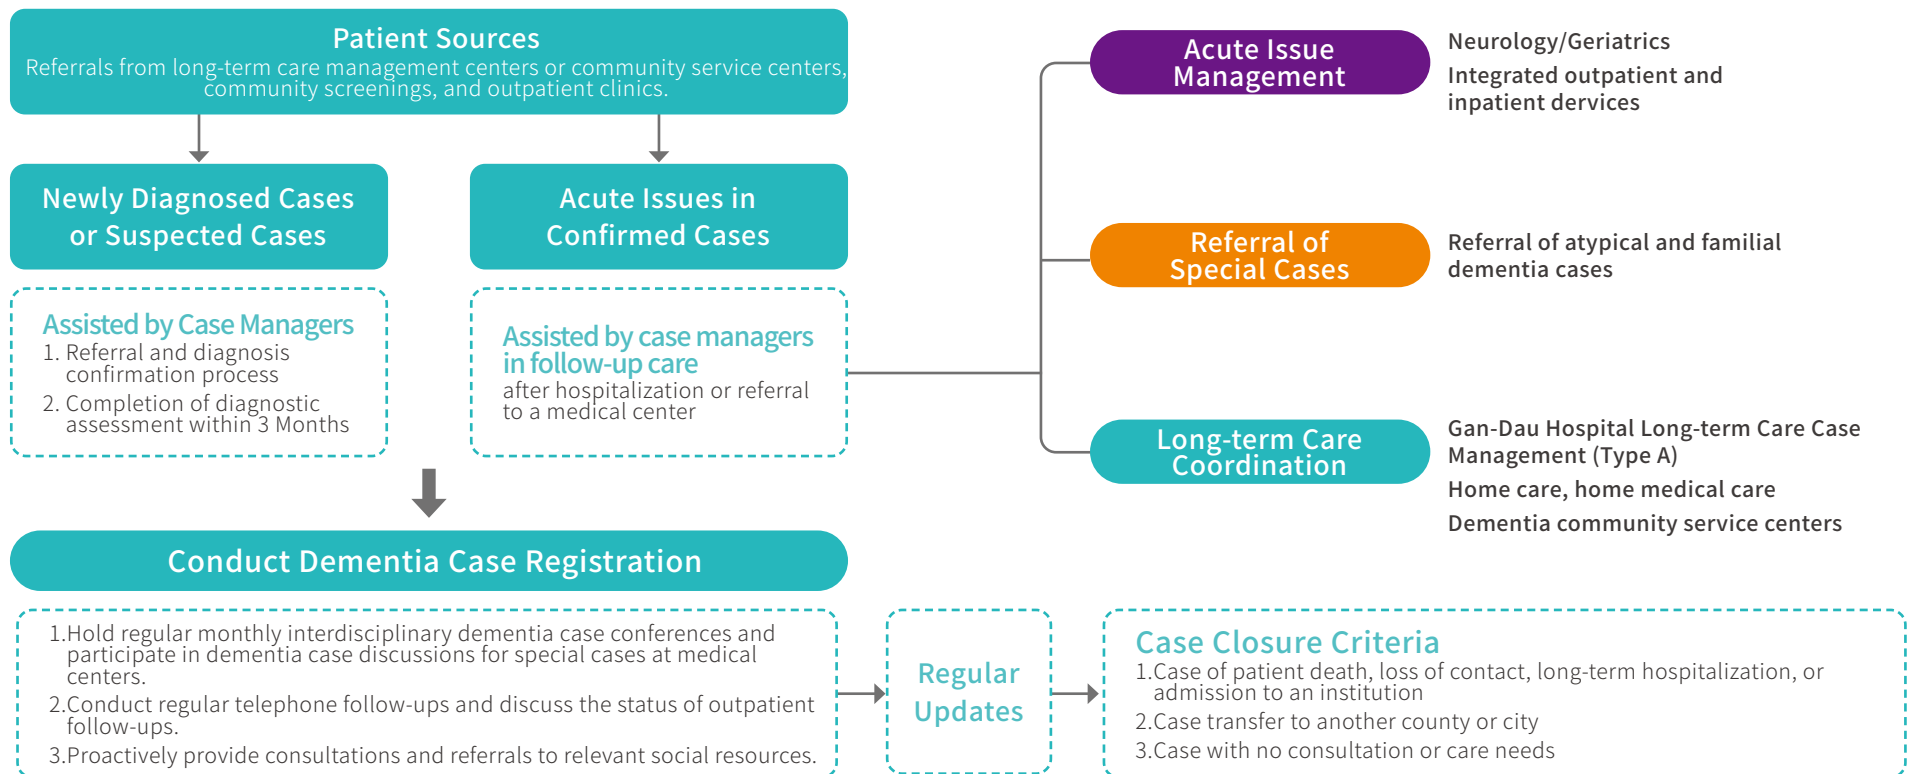 Patient Sources
Referrals from long-term care management centers or community service centers,
community screenings, and outpatient clinics.
Newly Diagnosed Cases
or Suspected Cases
Assisted by Case Managers
1. Referral and diagnosis
confirmation process
2. Completion of diagnostic
assessment within 3 Months
Acute Issues in
Confirmed Cases
Assisted by case managers
in follow-up care
after hospitalization or referral
to a medical center
Acute Issue
Management
Neurology/Geriatrics
Integrated outpatient and
inpatient dervices
Referral of
Special Cases
Referral of atypical and familial
dementia cases
Long-term Care
Coordination
Gan-Dau Hospital Long-term Care Case
Management (Type A)
Home care, home medical care
Dementia community service centers
Conduct Dementia Case Registration
1.Hold regular monthly interdisciplinary dementia case conferences and
participate in dementia case discussions for special cases at medical
centers.
2.Conduct regular telephone follow-ups and discuss the status of outpatient
follow-ups.
3.Proactively provide consultations and referrals to relevant social resources.
Regular
Updates
Case Closure Criteria
1.Case of patient death, loss of contact, long-term hospitalization, or
admission to an institution
2.Case transfer to another county or city
3.Case with no consultation or care needs